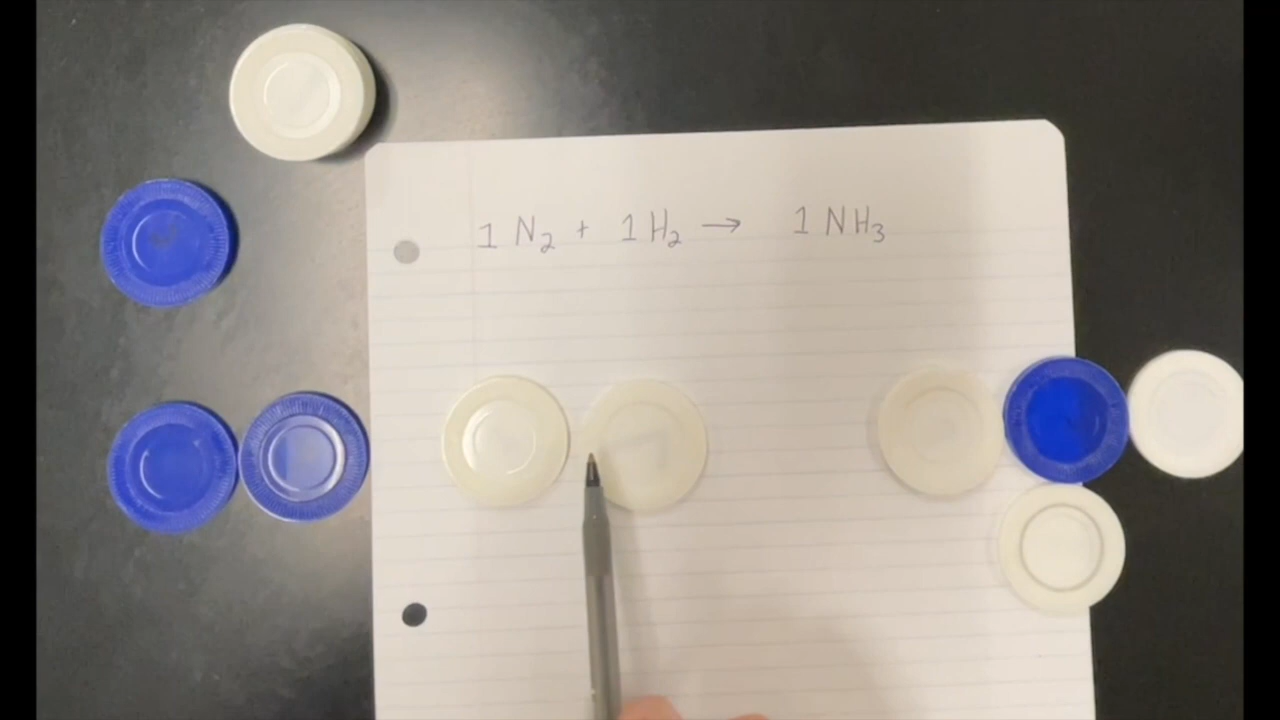 1 N₂ + 1 H₂ → 1 NH₃